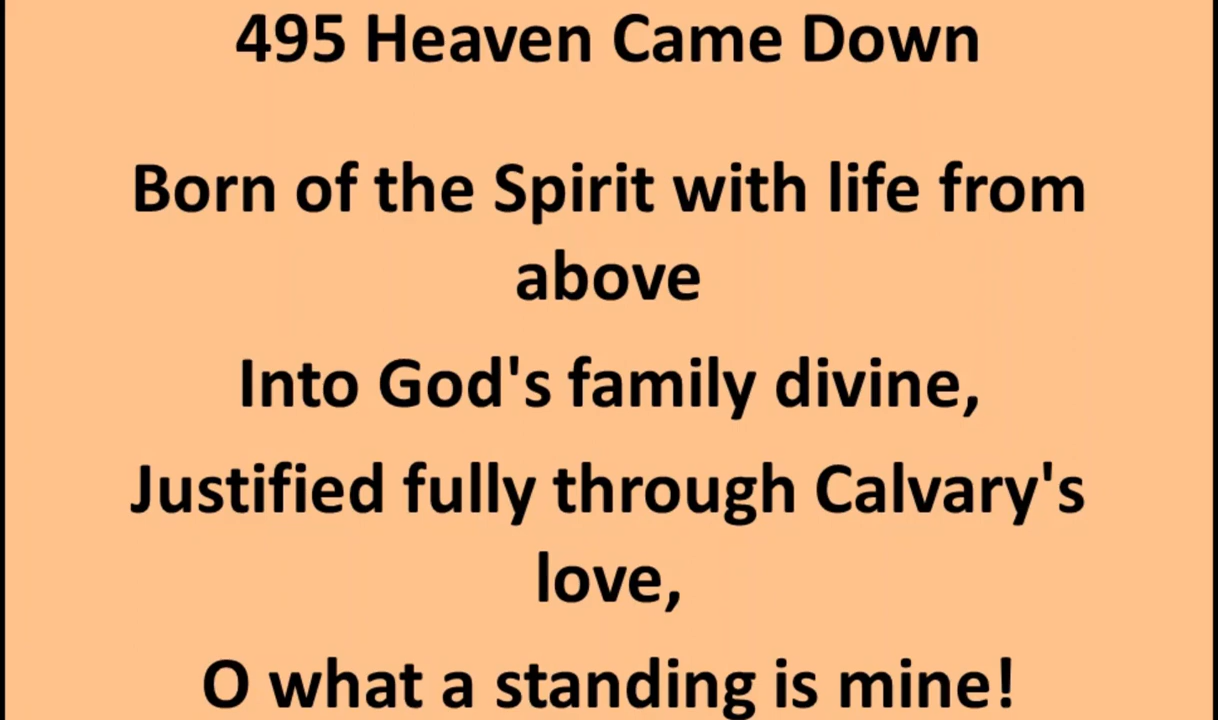 495 Heaven Came Down
Born of the Spirit with life from
above
Into God's family divine,
Justified fully through Calvary's
love,
O what a standing is mine!